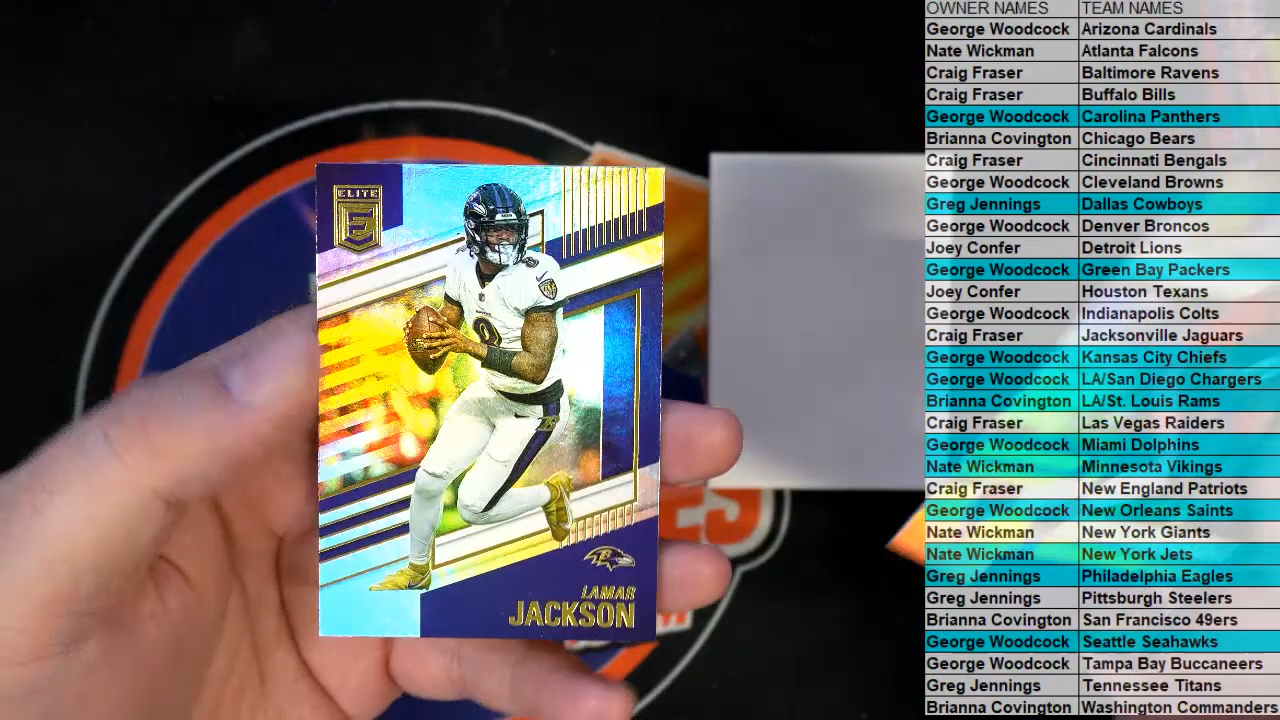 OWNER NAMES TEAM NAMES
George Woodcock Arizona Cardinals
Nate Wickman Atlanta Falcons
Craig Fraser Baltimore Ravens
Craig Fraser Buffalo Bills
George Woodcock Carolina Panthers
Brianna Covington Chicago Bears
Craig Fraser Cincinnati Bengals
George Woodcock Cleveland Browns
Greg Jennings Dallas Cowboys
George Woodcock Denver Broncos
Joey Confer Detroit Lions
George Woodcock Green Bay Packers
Joey Confer Houston Texans
George Woodcock Indianapolis Colts
Craig Fraser Jacksonville Jaguars
George Woodcock Kansas City Chiefs
George Woodcock LA/San Diego Chargers
Brianna Covington LA/St. Louis Rams
Craig Fraser Las Vegas Raiders
George Woodcock Miami Dolphins
Nate Wickman Minnesota Vikings
Craig Fraser New England Patriots
George Woodcock New Orleans Saints
Nate Wickman New York Giants
Nate Wickman New York Jets
Greg Jennings Philadelphia Eagles
Greg Jennings Pittsburgh Steelers
Brianna Covington San Francisco 49ers
George Woodcock Seattle Seahawks
George Woodcock Tampa Bay Buccaneers
Greg Jennings Tennessee Titans
Brianna Covington Washington Commanders
ELITE
E
8
8
B
LAMAR
JACKSON